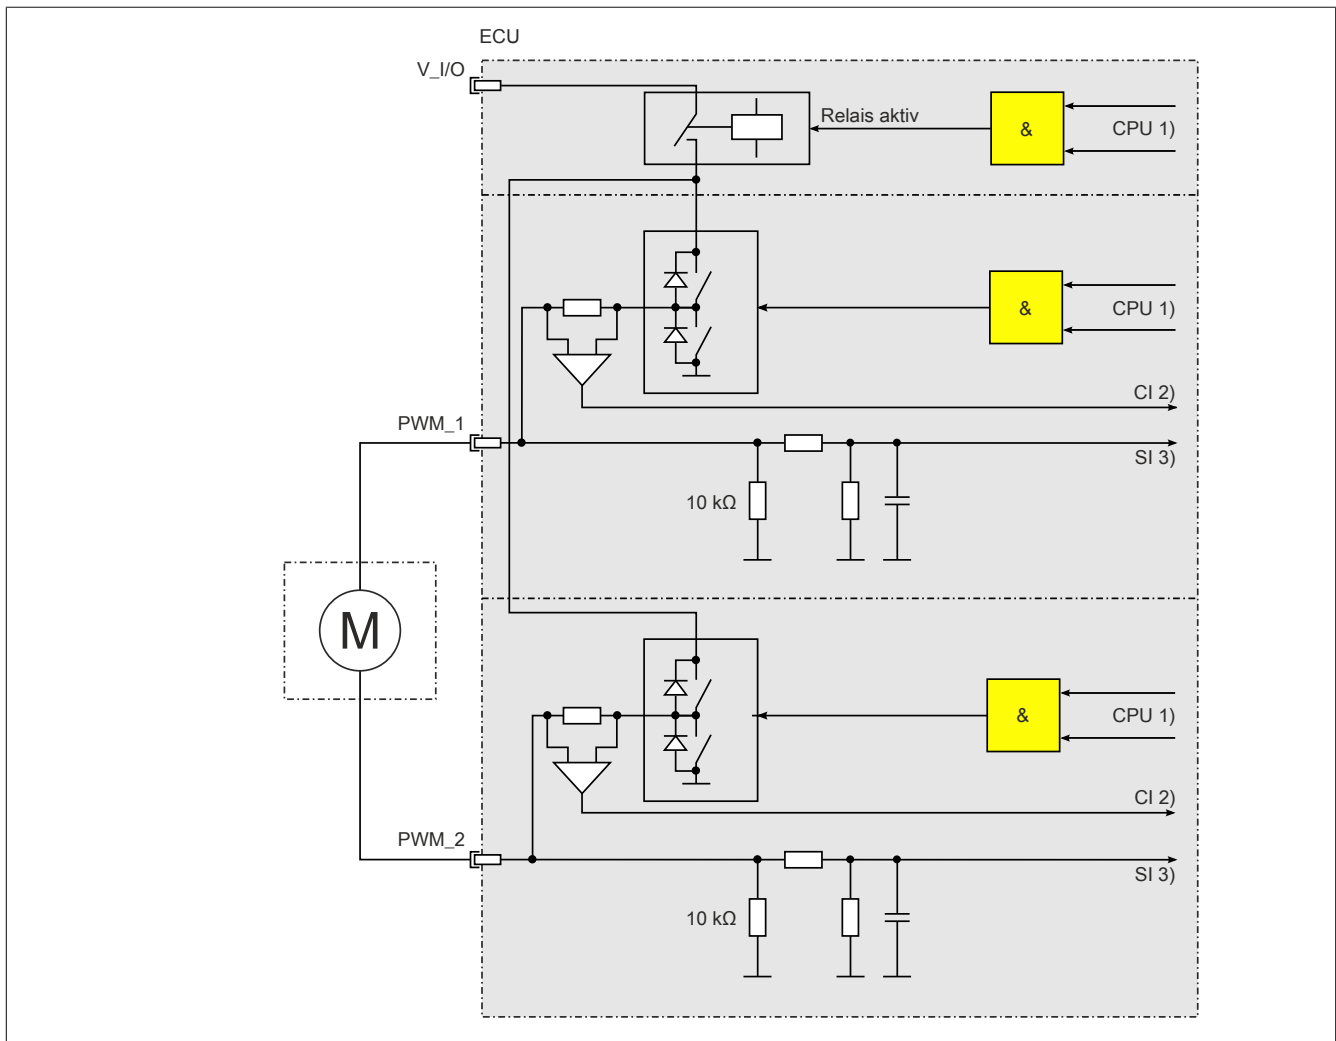 ECU
V_I/O
Relais aktiv
&
CPU 1)
&
CPU 1)
CI 2)
PWM_1
SI 3)
10 kΩ
M
&
CPU 1)
CI 2)
PWM_2
SI 3)
10 kΩ